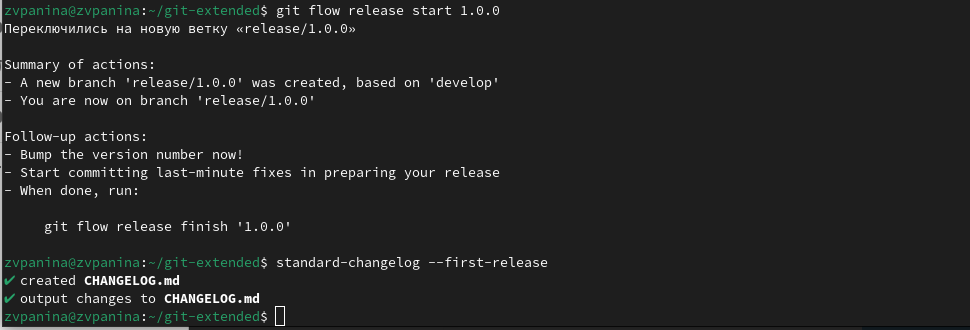 zvpanina@zvpanina:~/git-extended$ git flow release start 1.0.0
Переключились на новую ветку «release/1.0.0»
Summary of actions:
- A new branch 'release/1.0.0' was created, based on 'develop'
- You are now on branch 'release/1.0.0'
Follow-up actions:
- Bump the version number now!
- Start committing last-minute fixes in preparing your release
- When done, run:
git flow release finish '1.0.0'
zvpanina@zvpanina:~/git-extended$ standard-changelog --first-release
✔ created CHANGELOG.md
✔ output changes to CHANGELOG.md
zvpanina@zvpanina:~/git-extended$